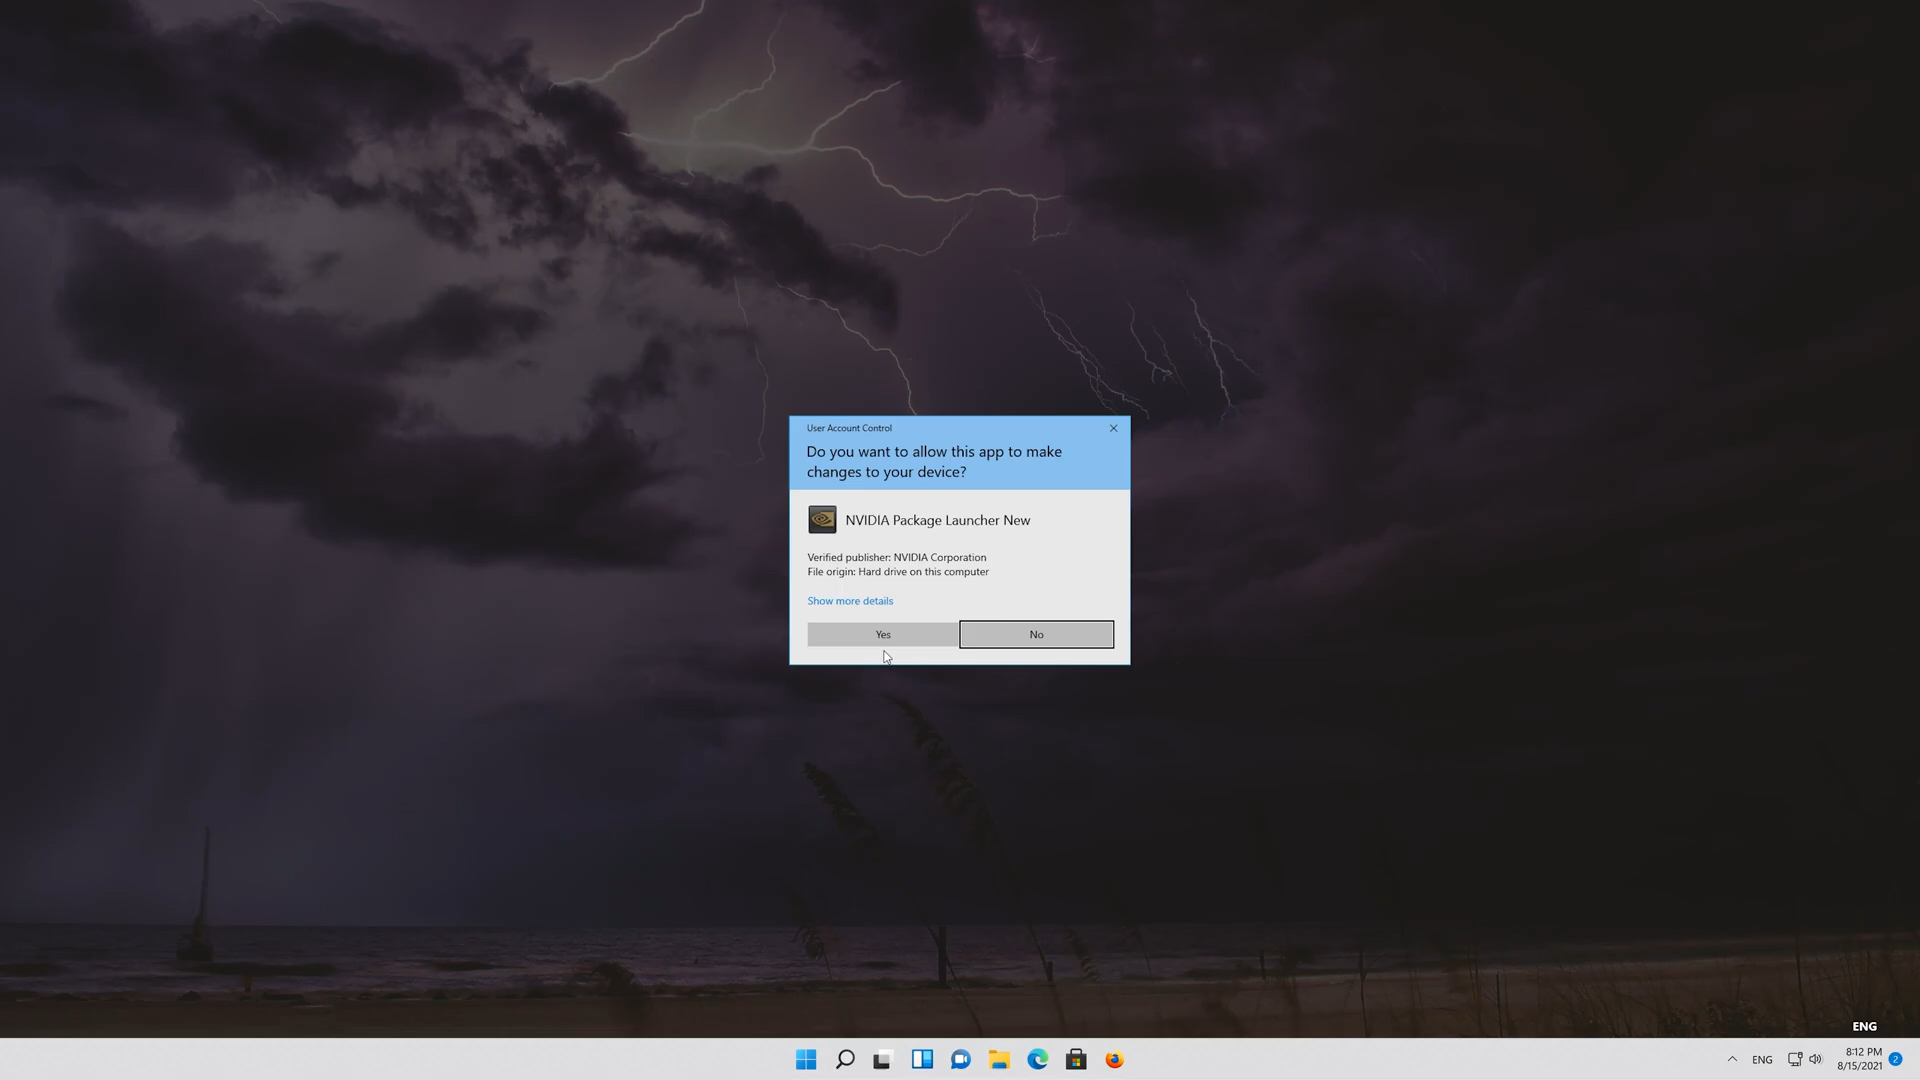 User Account Control
Do you want to allow this app to make
changes to your device?
NVIDIA Package Launcher New
Verified publisher: NVIDIA Corporation
File origin: Hard drive on this computer
Show more details
Yes
No
ENG
ENG
8:12 PM
8/15/2021
2